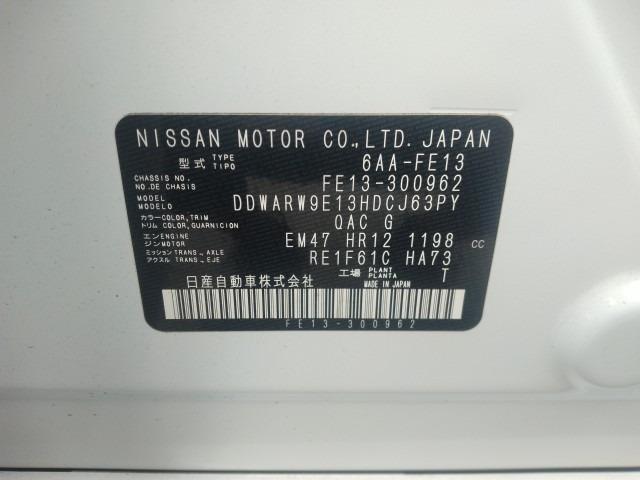 NISSAN MOTOR CO.,LTD. JAPAN
型式 TYPE TIPO 6AA-FE13
CHASSIS NO. NO.DE CHASIS FE13-300962
MODEL MODELO DDWARW9E13HDCJ63PY
カラー COLOR,TRIM トリム COLOR,GUARNICION QAC G
エンジン ENGINE MOTOR EM47 HR12 1198 CC
ミッション TRANS., AXLE アクスル TRANS.,EJE RE1F61C HA73
工場 PLANT PLANTA T
日産自動車株式会社 MADE IN JAPAN
FE13-300962